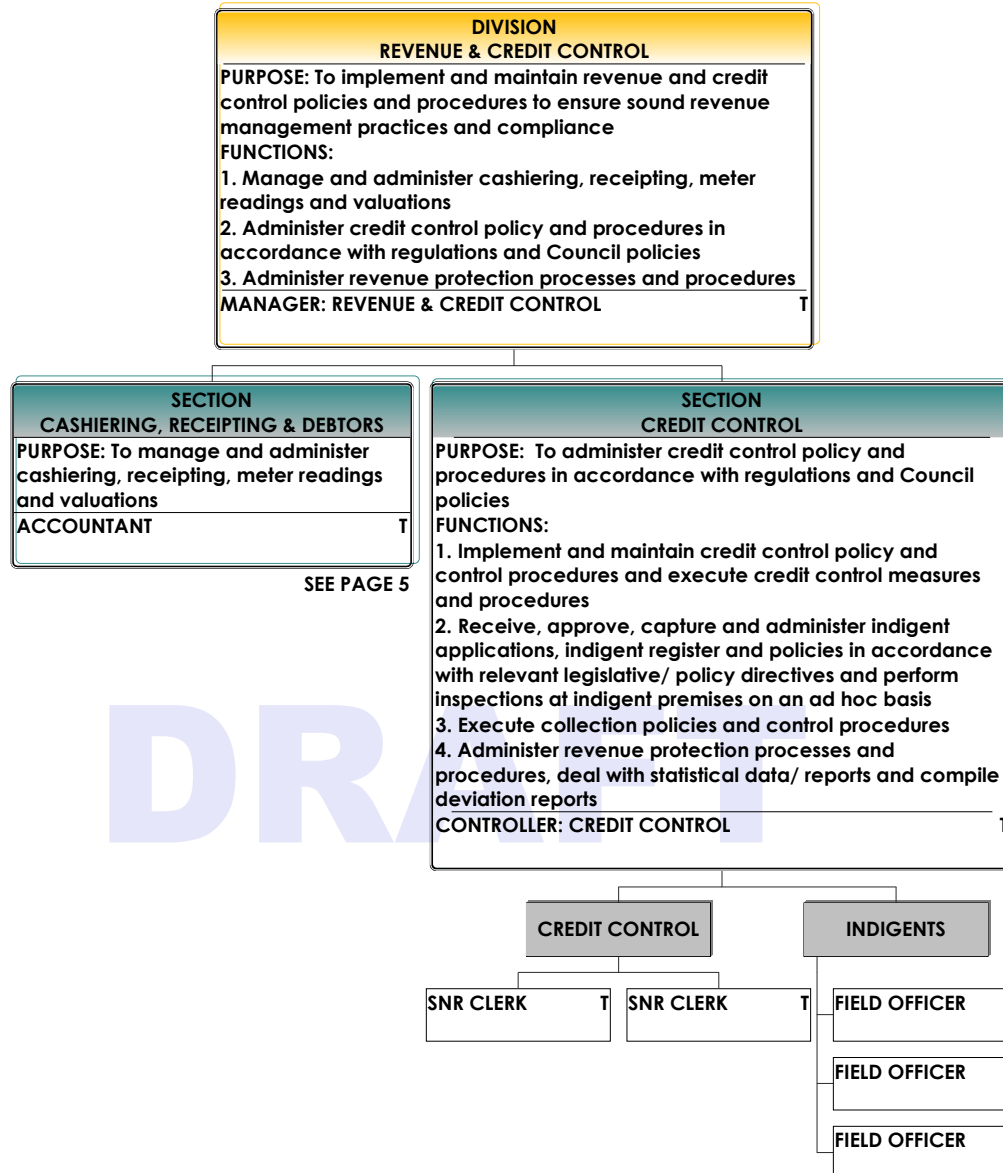 DIVISION
REVENUE & CREDIT CONTROL
PURPOSE: To implement and maintain revenue and credit
control policies and procedures to ensure sound revenue
management practices and compliance
FUNCTIONS:
1. Manage and administer cashiering, receipting, meter
readings and valuations
2. Administer credit control policy and procedures in
accordance with regulations and Council policies
3. Administer revenue protection processes and procedures
MANAGER: REVENUE & CREDIT CONTROL T
SECTION
CASHIERING, RECEIPTING & DEBTORS
PURPOSE: To manage and administer
cashiering, receipting, meter readings
and valuations
ACCOUNTANT T
SEE PAGE 5
SECTION
CREDIT CONTROL
PURPOSE: To administer credit control policy and
procedures in accordance with regulations and Council
policies
FUNCTIONS:
1. Implement and maintain credit control policy and
control procedures and execute credit control measures
and procedures
2. Receive, approve, capture and administer indigent
applications, indigent register and policies in accordance
with relevant legislative/ policy directives and perform
inspections at indigent premises on an ad hoc basis
3. Execute collection policies and control procedures
4. Administer revenue protection processes and
procedures, deal with statistical data/ reports and compile
deviation reports
CONTROLLER: CREDIT CONTROL T
DRAFT
CREDIT CONTROL
INDIGENTS
SNR CLERK T
SNR CLERK T
FIELD OFFICER
FIELD OFFICER
FIELD OFFICER